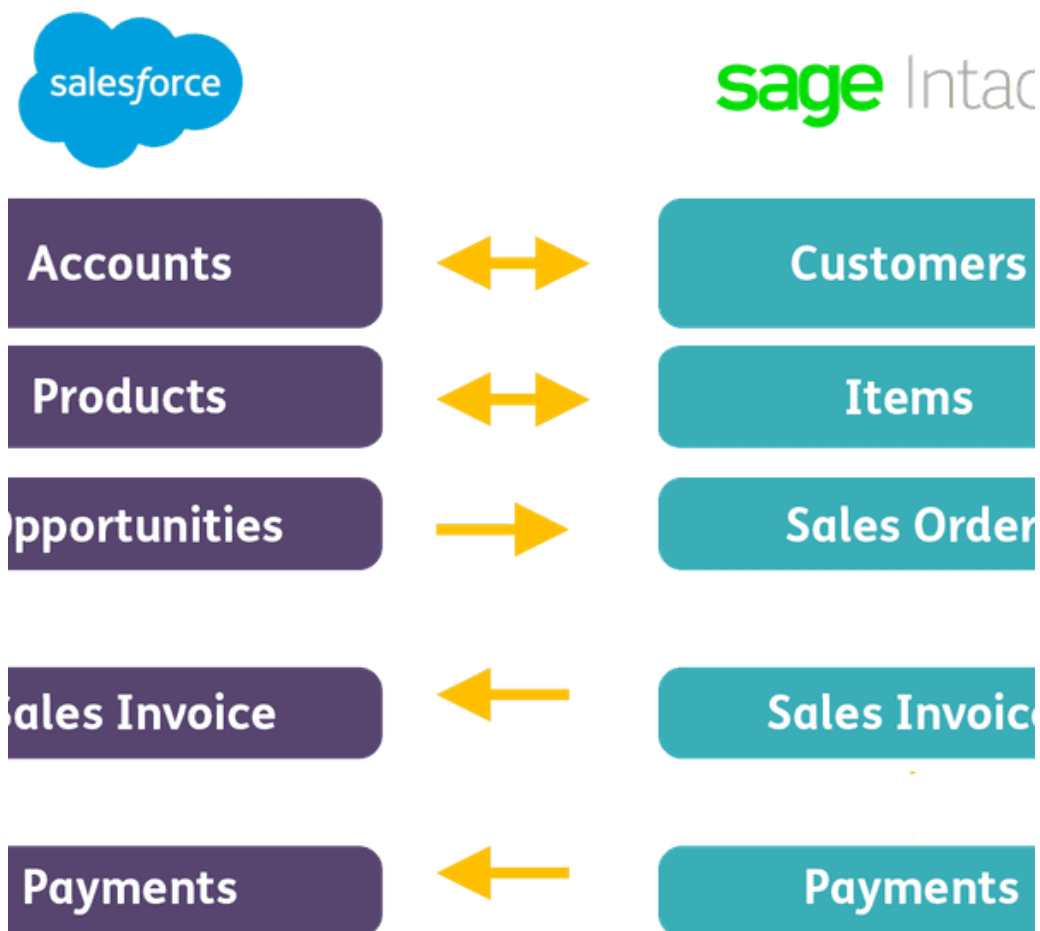 salesforce
sage Intac
Accounts
Customers
Products
Items
pportunities
Sales Order
ales Invoice
Sales Invoic
Payments
Payments